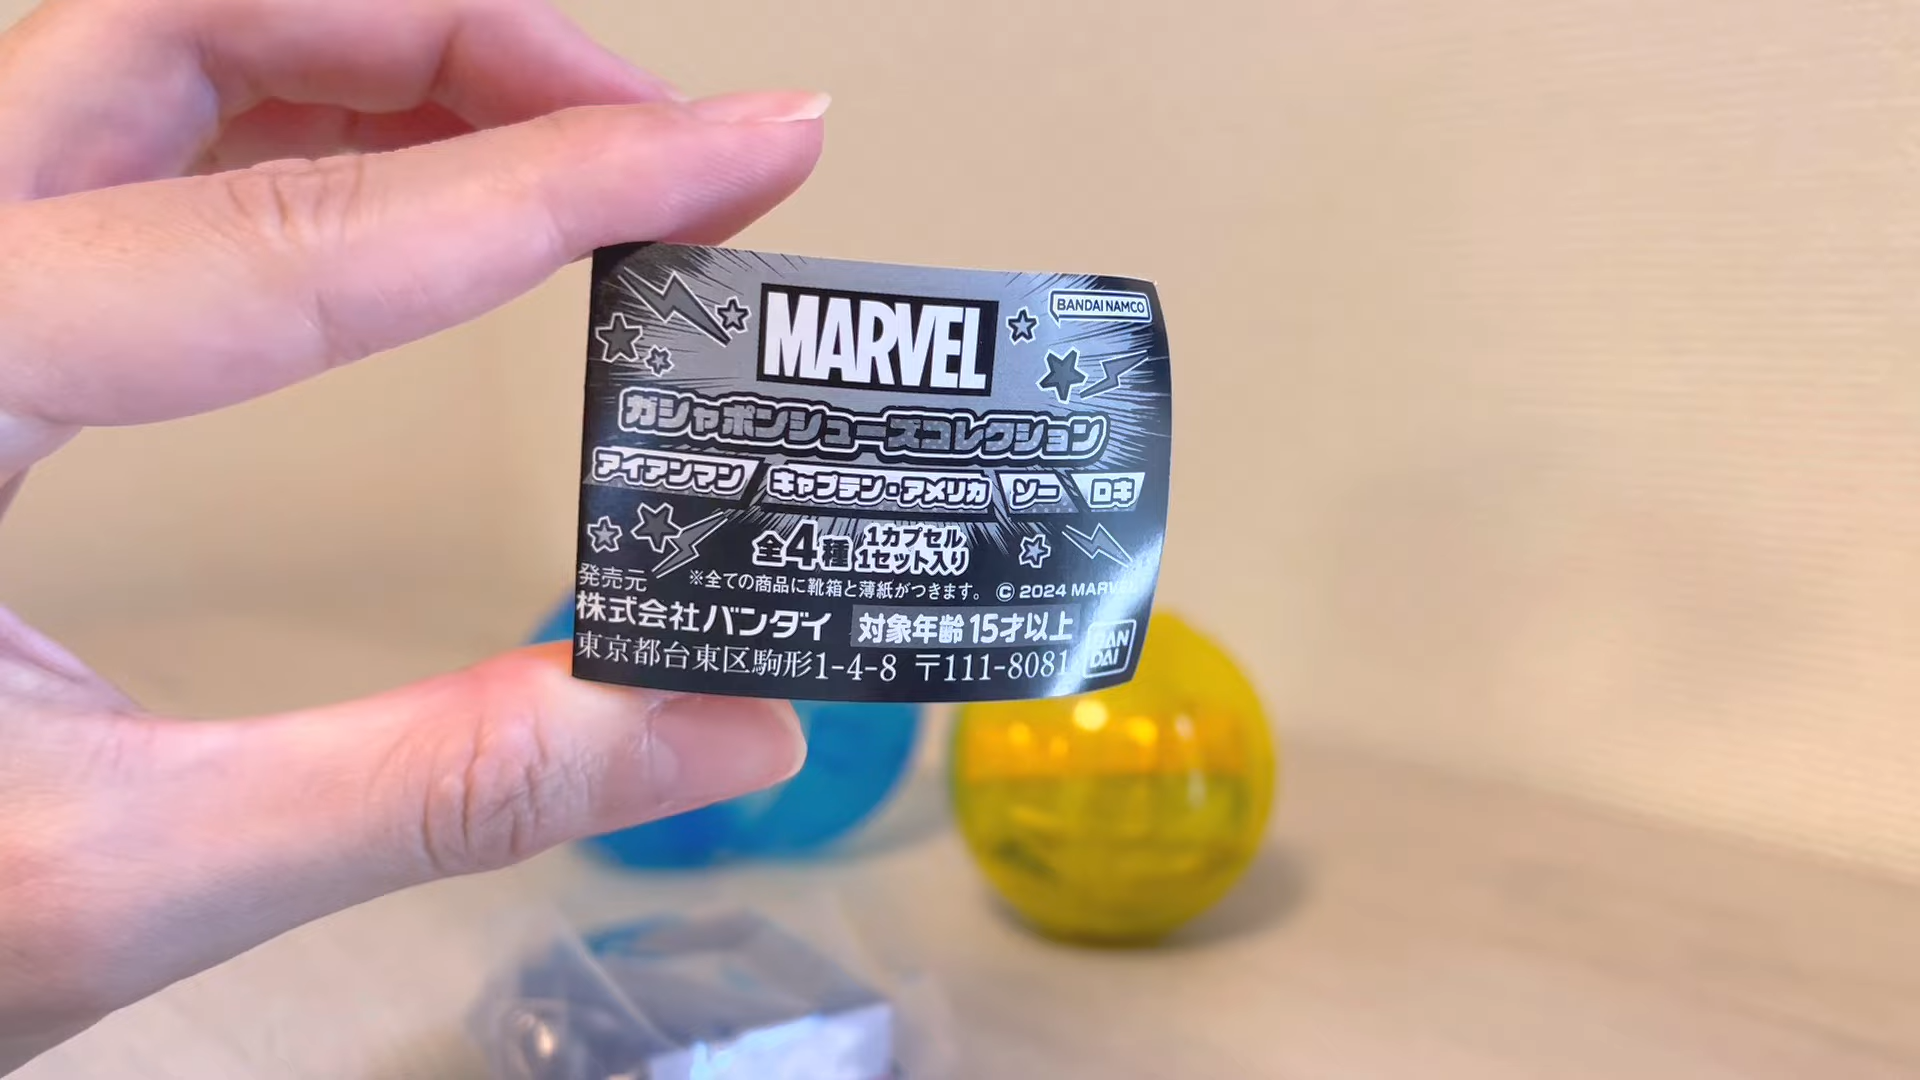 MARVEL
BANDAI NAMCO
ガシャポンシューズコレクション
アイアンマン キャプテン・アメリカ ソー ロキ
全4種 1カプセル
1セット入り
※全ての商品に靴箱と薄紙がつきます。 © 2024 MARVEL
発売元
株式会社バンダイ 対象年齢 15才以上
東京都台東区駒形1-4-8 〒111-8081
BAN
DAI